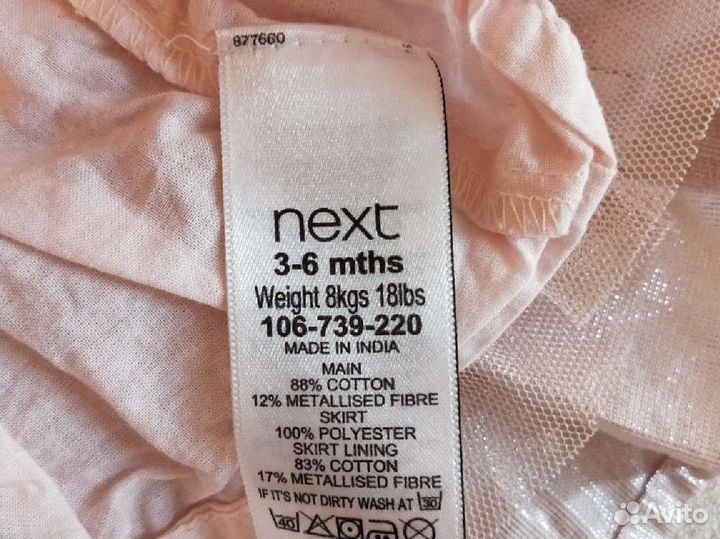 877660
next
3-6 mths
Weight 8kgs 18lbs
106-739-220
MADE IN INDIA
MAIN
88% COTTON
12% METALLISED FIBRE
SKIRT
100% POLYESTER
SKIRT LINING
83% COTTON
17% METALLISED FIBRE
IF IT'S NOT DIRTY WASH AT 30
40
Avito